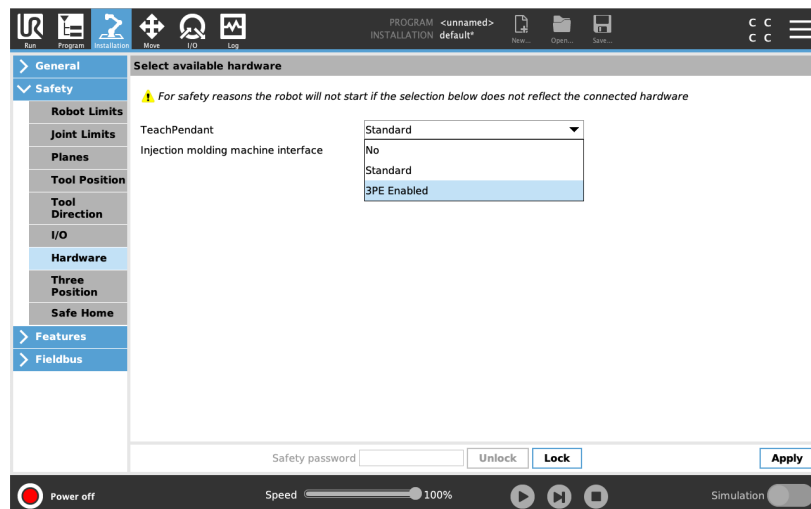 UR
Run
Program
Installation
Move
I/O
Log
PROGRAM <unnamed>
INSTALLATION default*
New...
Open...
Save...
C C
C C
General
Safety
Robot Limits
Joint Limits
Planes
Tool Position
Tool
Direction
I/O
Hardware
Three
Position
Safe Home
Features
Fieldbus
Select available hardware
For safety reasons the robot will not start if the selection below does not reflect the connected hardware
TeachPendant
Standard
Injection molding machine interface
No
Standard
3PE Enabled
Safety password
Unlock
Lock
Apply
Power off
Speed
100%
Simulation